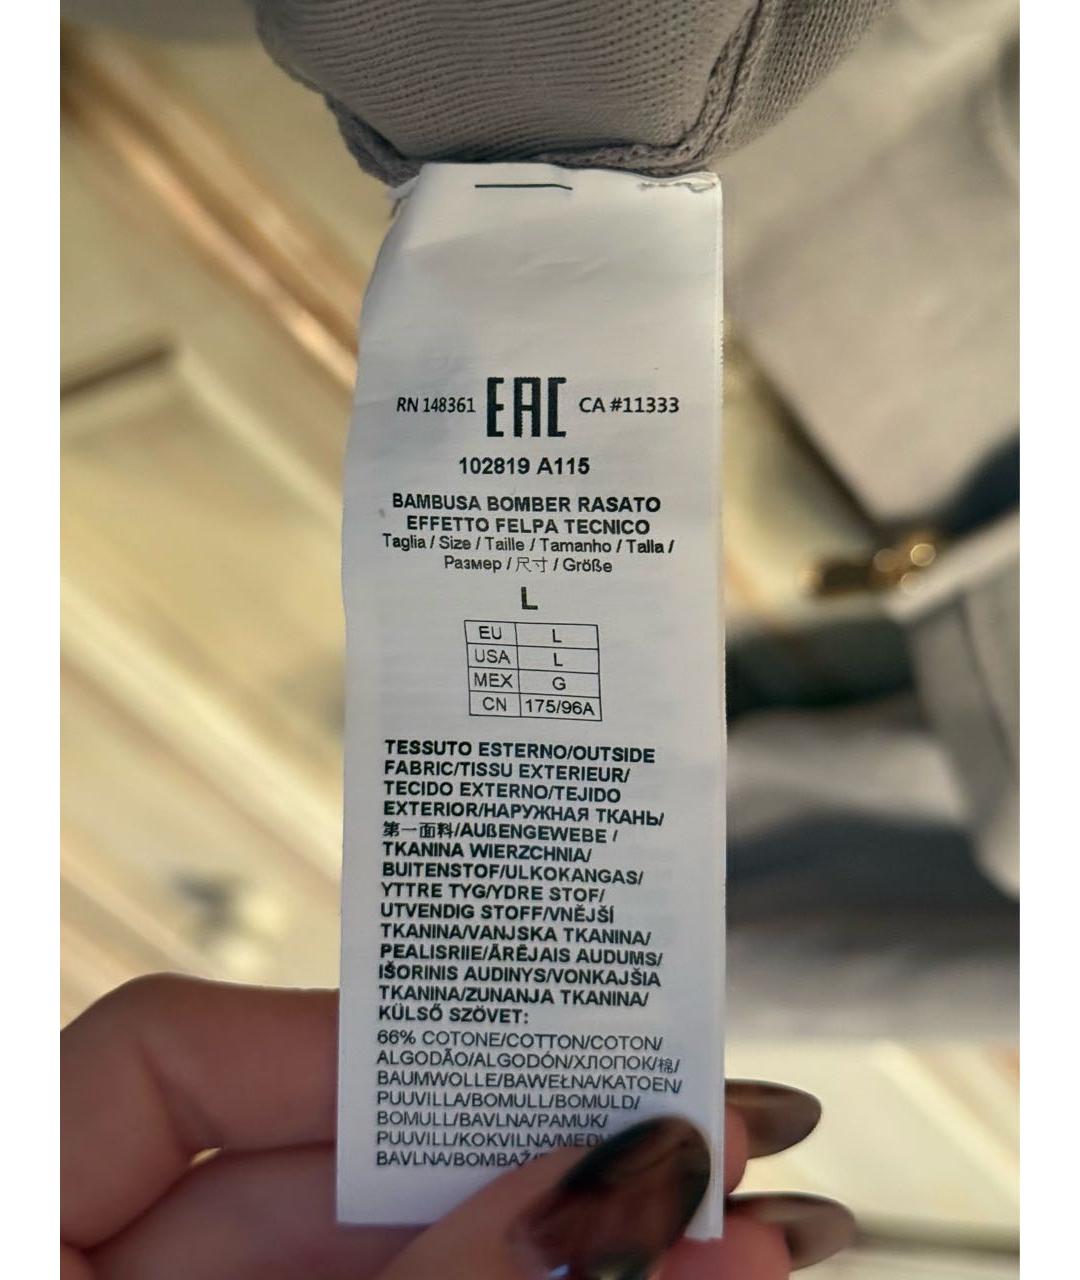 RN 148361 EAC CA #11333
102819 A115
BAMBUSA BOMBER RASATO
EFFETTO FELPA TECNICO
Taglia / Size / Taille / Tamanho / Talla /
Размер / 尺寸 / Größe
L
EU L
USA L
MEX G
CN 175/96A
TESSUTO ESTERNO/OUTSIDE
FABRIC/TISSU EXTERIEUR/
TECIDO EXTERNO/TEJIDO
EXTERIOR/НАРУЖНАЯ ТКАНЬ/
第一面料/AUßENGEWEBE /
TKANINA WIERZCHNIA/
BUITENSTOF/ULKOKANGAS/
YTTRE TYG/YDRE STOF/
UTVENDIG STOFF/VNĚJŠÍ
TKANINA/VANJSKA TKANINA/
PEALISRIIE/ĀRĒJAIS AUDUMS/
IŠORINIS AUDINYS/VONKAJŠIA
TKANINA/ZUNANJA TKANINA/
KÜLSŐ SZÖVET:
66% COTONE/COTTON/COTON/
ALGODÃO/ALGODÓN/ХЛОПОК/棉/
BAUMWOLLE/BAWEŁNA/KATOEN/
PUUVILLA/BOMULL/BOMULD/
BOMULL/BAVLNA/PAMUK/
PUUVILL/KOKVILNA/
BAVLNA/BOMBAŽ/